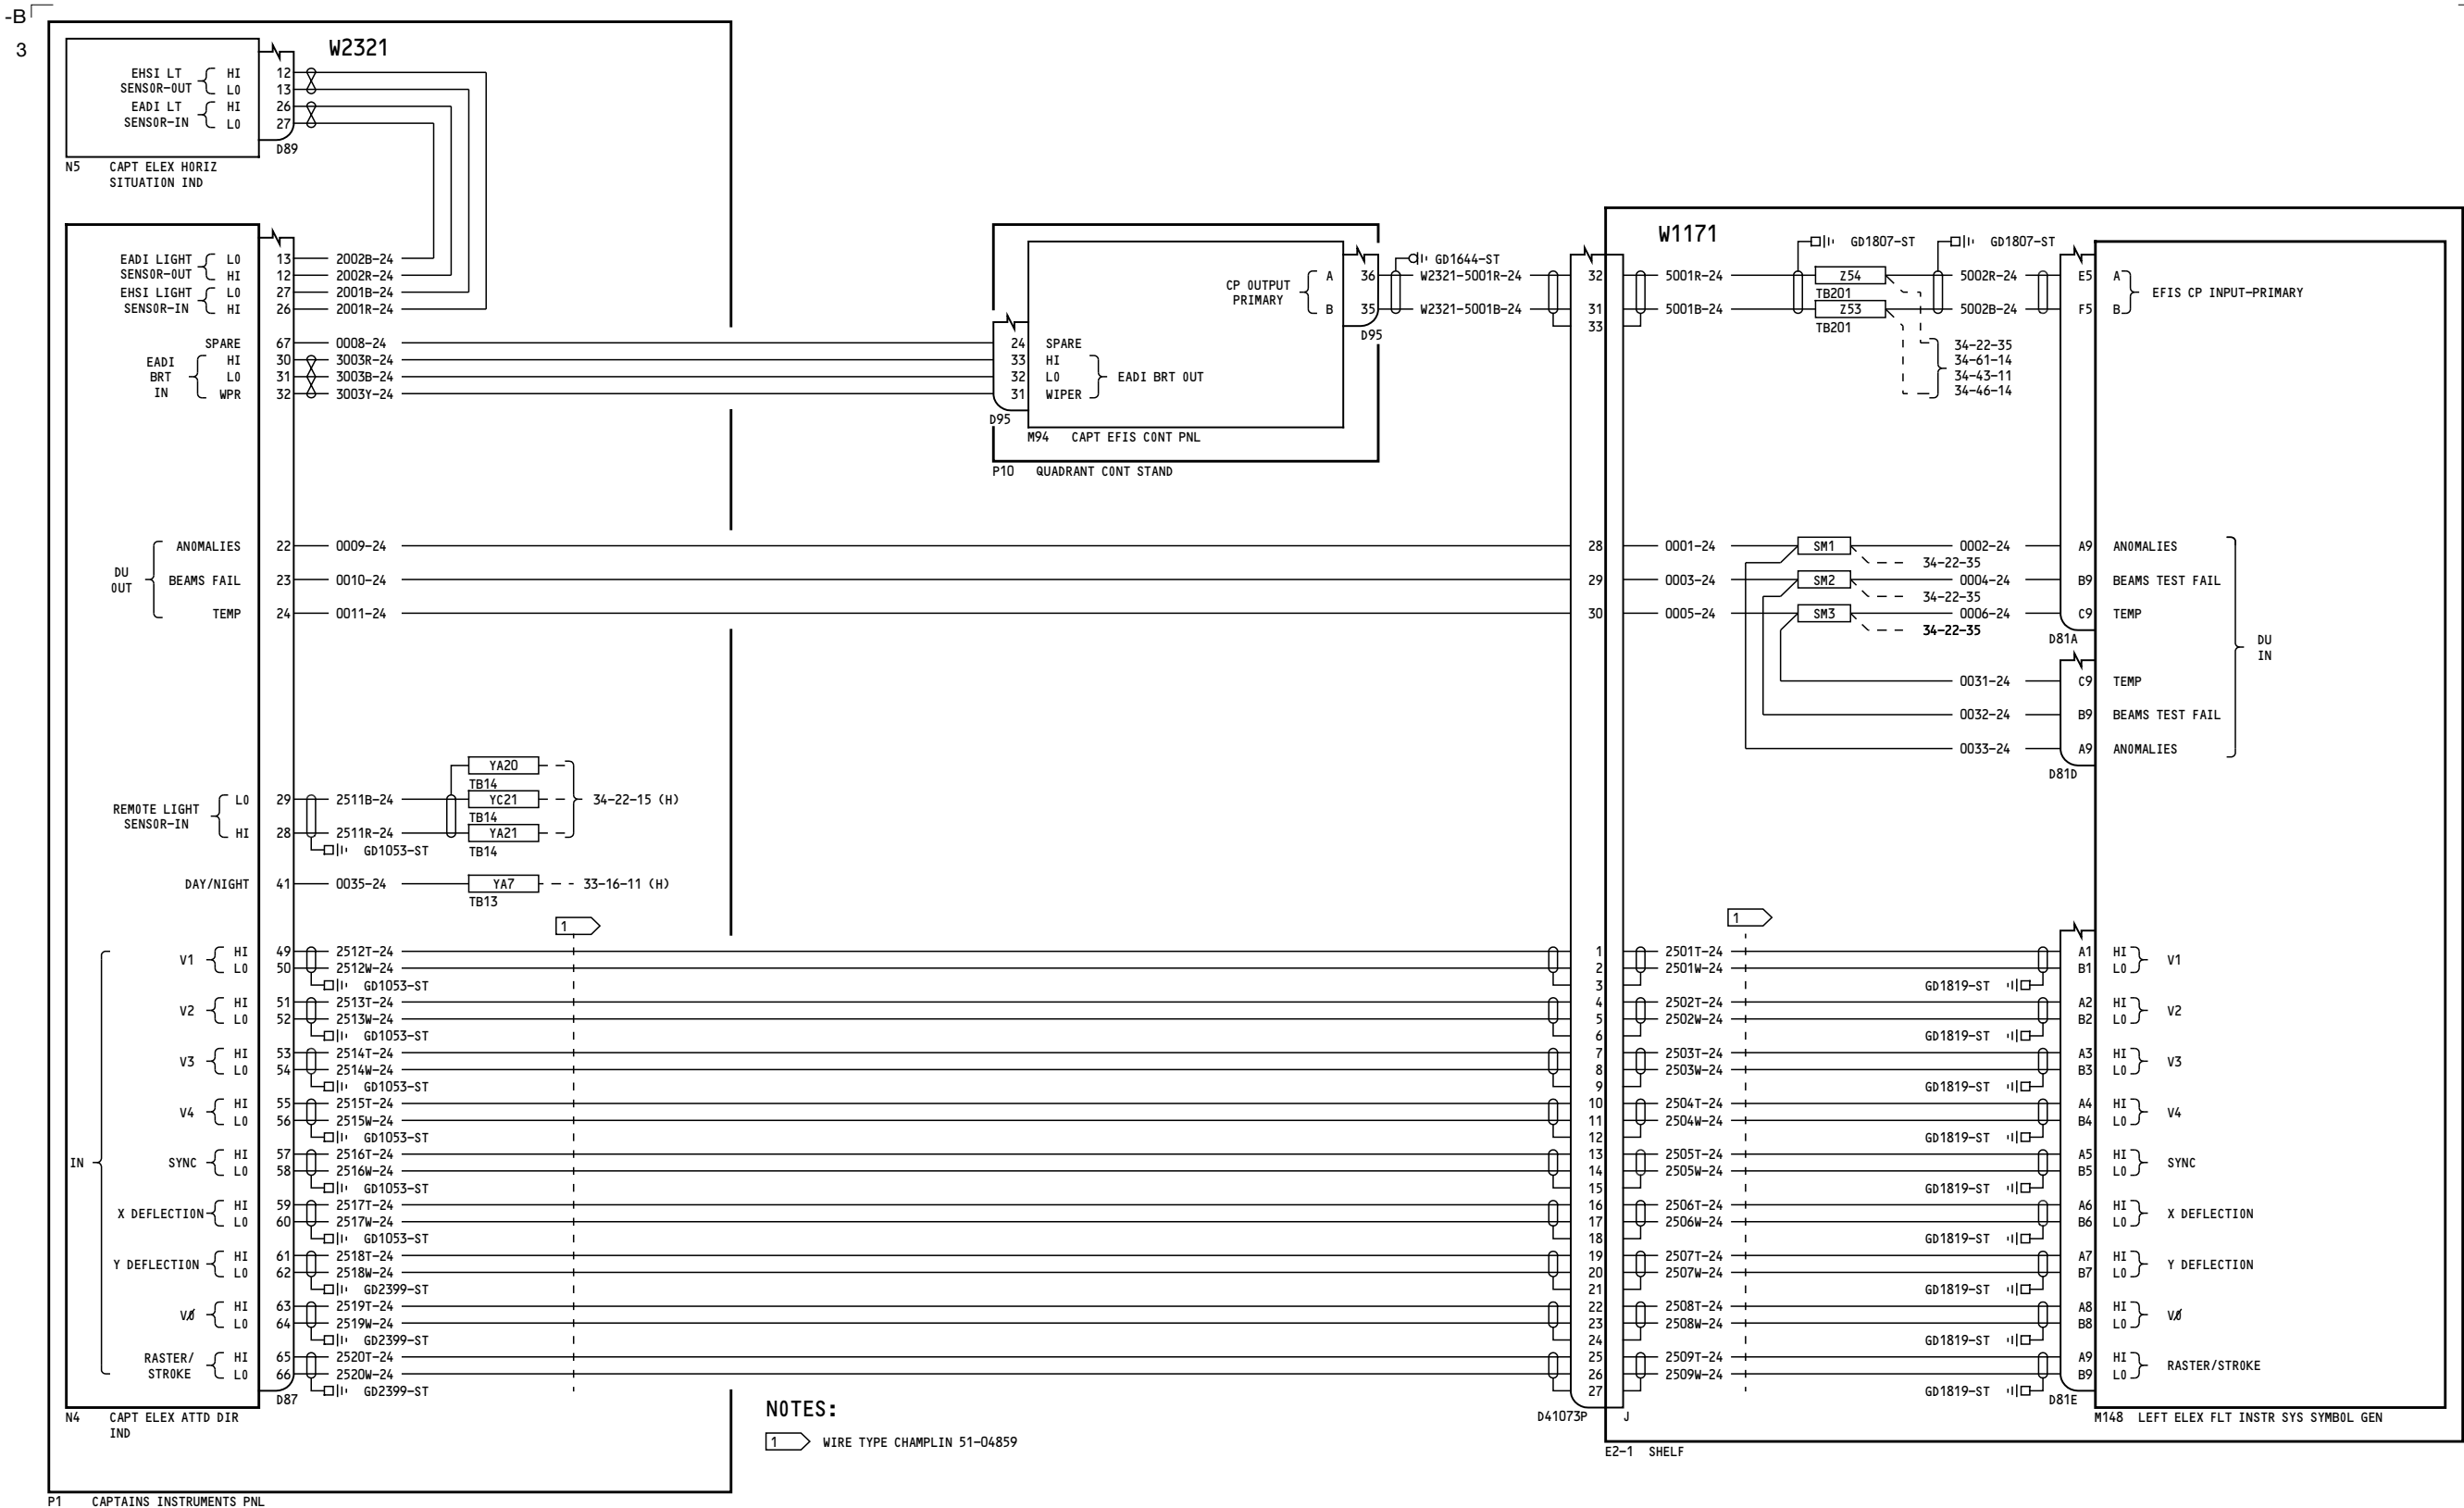 -B
3
W2321
EHSI LT
SENSOR-OUT
HI 12
LO 13
EADI LT
SENSOR-IN
HI 26
LO 27
D89
N5 CAPT ELEX HORIZ
SITUATION IND
EADI LIGHT
SENSOR-OUT
LO 13 2002B-24
HI 12 2002R-24
EHSI LIGHT
SENSOR-IN
LO 27 2001B-24
HI 26 2001R-24
SPARE 67 0008-24
EADI
BRT
IN
HI 30 3003R-24
LO 31 3003B-24
WPR 32 3003Y-24
24 SPARE
33 HI
32 LO
31 WIPER
EADI BRT OUT
D95
M94 CAPT EFIS CONT PNL
P10 QUADRANT CONT STAND
CP OUTPUT
PRIMARY
A 36
B 35
D95
GD1644-ST
W2321-5001R-24
W2321-5001B-24
32
31
33
W1171
5001R-24
5001B-24
GD1807-ST
GD1807-ST
Z54
TB201
Z53
TB201
5002R-24
5002B-24
34-22-35
34-61-14
34-43-11
34-46-14
E5 A
F5 B
EFIS CP INPUT-PRIMARY
DU
OUT
ANOMALIES 22 0009-24
BEAMS FAIL 23 0010-24
TEMP 24 0011-24
28 0001-24 SM1 0002-24 A9 ANOMALIES
34-22-35
29 0003-24 SM2 0004-24 B9 BEAMS TEST FAIL
34-22-35
30 0005-24 SM3 0006-24 C9 TEMP
34-22-35
D81A
DU
IN
0031-24 C9 TEMP
0032-24 B9 BEAMS TEST FAIL
0033-24 A9 ANOMALIES
D81D
REMOTE LIGHT
SENSOR-IN
LO 29 2511B-24
HI 28 2511R-24
GD1053-ST
YA20
TB14
YC21
TB14
YA21
TB14
34-22-15 (H)
DAY/NIGHT 41 0035-24 YA7 33-16-11 (H)
TB13
1
1
IN
V1 HI 49 2512T-24 1 2501T-24 A1 HI V1
LO 50 2512W-24 2 2501W-24 B1 LO
GD1053-ST 3 GD1819-ST
V2 HI 51 2513T-24 4 2502T-24 A2 HI V2
LO 52 2513W-24 5 2502W-24 B2 LO
GD1053-ST 6 GD1819-ST
V3 HI 53 2514T-24 7 2503T-24 A3 HI V3
LO 54 2514W-24 8 2503W-24 B3 LO
GD1053-ST 9 GD1819-ST
V4 HI 55 2515T-24 10 2504T-24 A4 HI V4
LO 56 2515W-24 11 2504W-24 B4 LO
GD1053-ST 12 GD1819-ST
SYNC HI 57 2516T-24 13 2505T-24 A5 HI SYNC
LO 58 2516W-24 14 2505W-24 B5 LO
GD1053-ST 15 GD1819-ST
X DEFLECTION HI 59 2517T-24 16 2506T-24 A6 HI X DEFLECTION
LO 60 2517W-24 17 2506W-24 B6 LO
GD1053-ST 18 GD1819-ST
Y DEFLECTION HI 61 2518T-24 19 2507T-24 A7 HI Y DEFLECTION
LO 62 2518W-24 20 2507W-24 B7 LO
GD2399-ST 21 GD1819-ST
VØ HI 63 2519T-24 22 2508T-24 A8 HI VØ
LO 64 2519W-24 23 2508W-24 B8 LO
GD2399-ST 24 GD1819-ST
RASTER/
STROKE
HI 65 2520T-24 25 2509T-24 A9 HI RASTER/STROKE
LO 66 2520W-24 26 2509W-24 B9 LO
GD2399-ST 27 GD1819-ST
D87
D81E
N4 CAPT ELEX ATTD DIR
IND
D41073P J
M148 LEFT ELEX FLT INSTR SYS SYMBOL GEN
NOTES:
1 WIRE TYPE CHAMPLIN 51-04859
E2-1 SHELF
P1 CAPTAINS INSTRUMENTS PNL